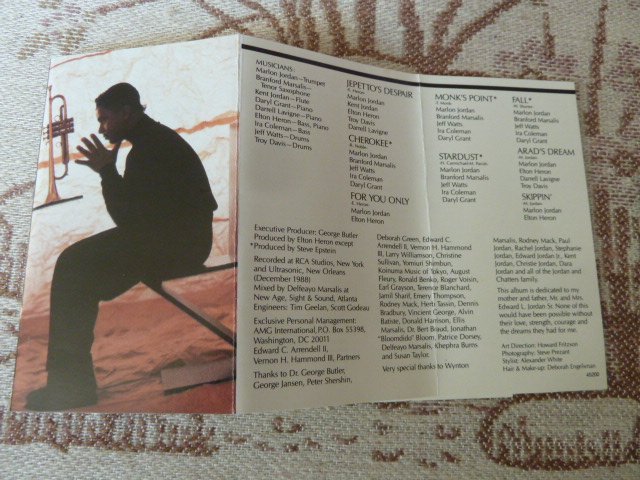 MUSICIANS:
Marlon Jordan—Trumpet
Branford Marsalis—
Tenor Saxophone
Kent Jordan—Flute
Daryl Grant—Piano
Darrell Lavigne—Piano
Elton Heron—Bass, Piano
Ira Coleman—Bass
Jeff Watts—Drums
Troy Davis—Drums
JEPETTO'S DESPAIR
E. Heron
Marlon Jordan
Kent Jordan
Elton Heron
Troy Davis
Darrell Lavigne
CHEROKEE*
R. Noble
Marlon Jordan
Branford Marsalis
Jeff Watts
Ira Coleman
Daryl Grant
FOR YOU ONLY
E. Heron
Marlon Jordan
Elton Heron
MONK'S POINT*
T. Monk
Marlon Jordan
Branford Marsalis
Jeff Watts
Ira Coleman
Daryl Grant
STARDUST*
H. Carmichael-M. Parish
Marlon Jordan
Branford Marsalis
Jeff Watts
Ira Coleman
Daryl Grant
FALL*
W. Shorter
Marlon Jordan
Branford Marsalis
Jeff Watts
Ira Coleman
Daryl Grant
ARAD'S DREAM
M. Jordan
Marlon Jordan
Elton Heron
Darrell Lavigne
Troy Davis
SKIPPIN'
M. Jordan
Marlon Jordan
Elton Heron
Executive Producer: George Butler
Produced by Elton Heron except
*Produced by Steve Epstein
Recorded at RCA Studios, New York
and Ultrasonic, New Orleans
(December 1988)
Mixed by Delfeayo Marsalis at
New Age, Sight & Sound, Atlanta
Engineers: Tim Geelan, Scott Godeau
Exclusive Personal Management:
AMG International, P.O. Box 55398,
Washington, DC 20011
Edward C. Arrendell II,
Vernon H. Hammond III, Partners
Thanks to Dr. George Butler,
George Jansen, Peter Shershin,
Deborah Green, Edward C.
Arrendell II, Vernon H. Hammond
III, Larry Williamson, Christine
Sullivan, Yomiuri Shimbun,
Koinuma Music of Tokyo, August
Fleury, Ronald Benko, Roger Voisin,
Earl Grayson, Terence Blanchard,
Jamil Sharif, Emery Thompson,
Rodney Mack, Herb Tassin, Dennis
Bradbury, Vincent George, Alvin
Batiste, Donald Harrison, Ellis
Marsalis, Dr. Bert Braud, Jonathan
"Bloomdido" Bloom, Patrice Dorsey,
Delfeayo Marsalis, Khephra Burns
and Susan Taylor.
Very special thanks to Wynton
Marsalis, Rodney Mack, Paul
Jordan, Rachel Jordan, Stephanie
Jordan, Edward Jordan Jr., Kent
Jordan, Christie Jordan, Dara
Jordan and all of the Jordan and
Chatters family.
This album is dedicated to my
mother and father, Mr. and Mrs.
Edward L. Jordan Sr. None of this
would have been possible without
their love, strength, courage and
the dreams they had for me.
Art Direction: Howard Fritzson
Photography: Steve Prezant
Stylist: Alexander White
Hair & Make-up: Deborah Engelsman
45200